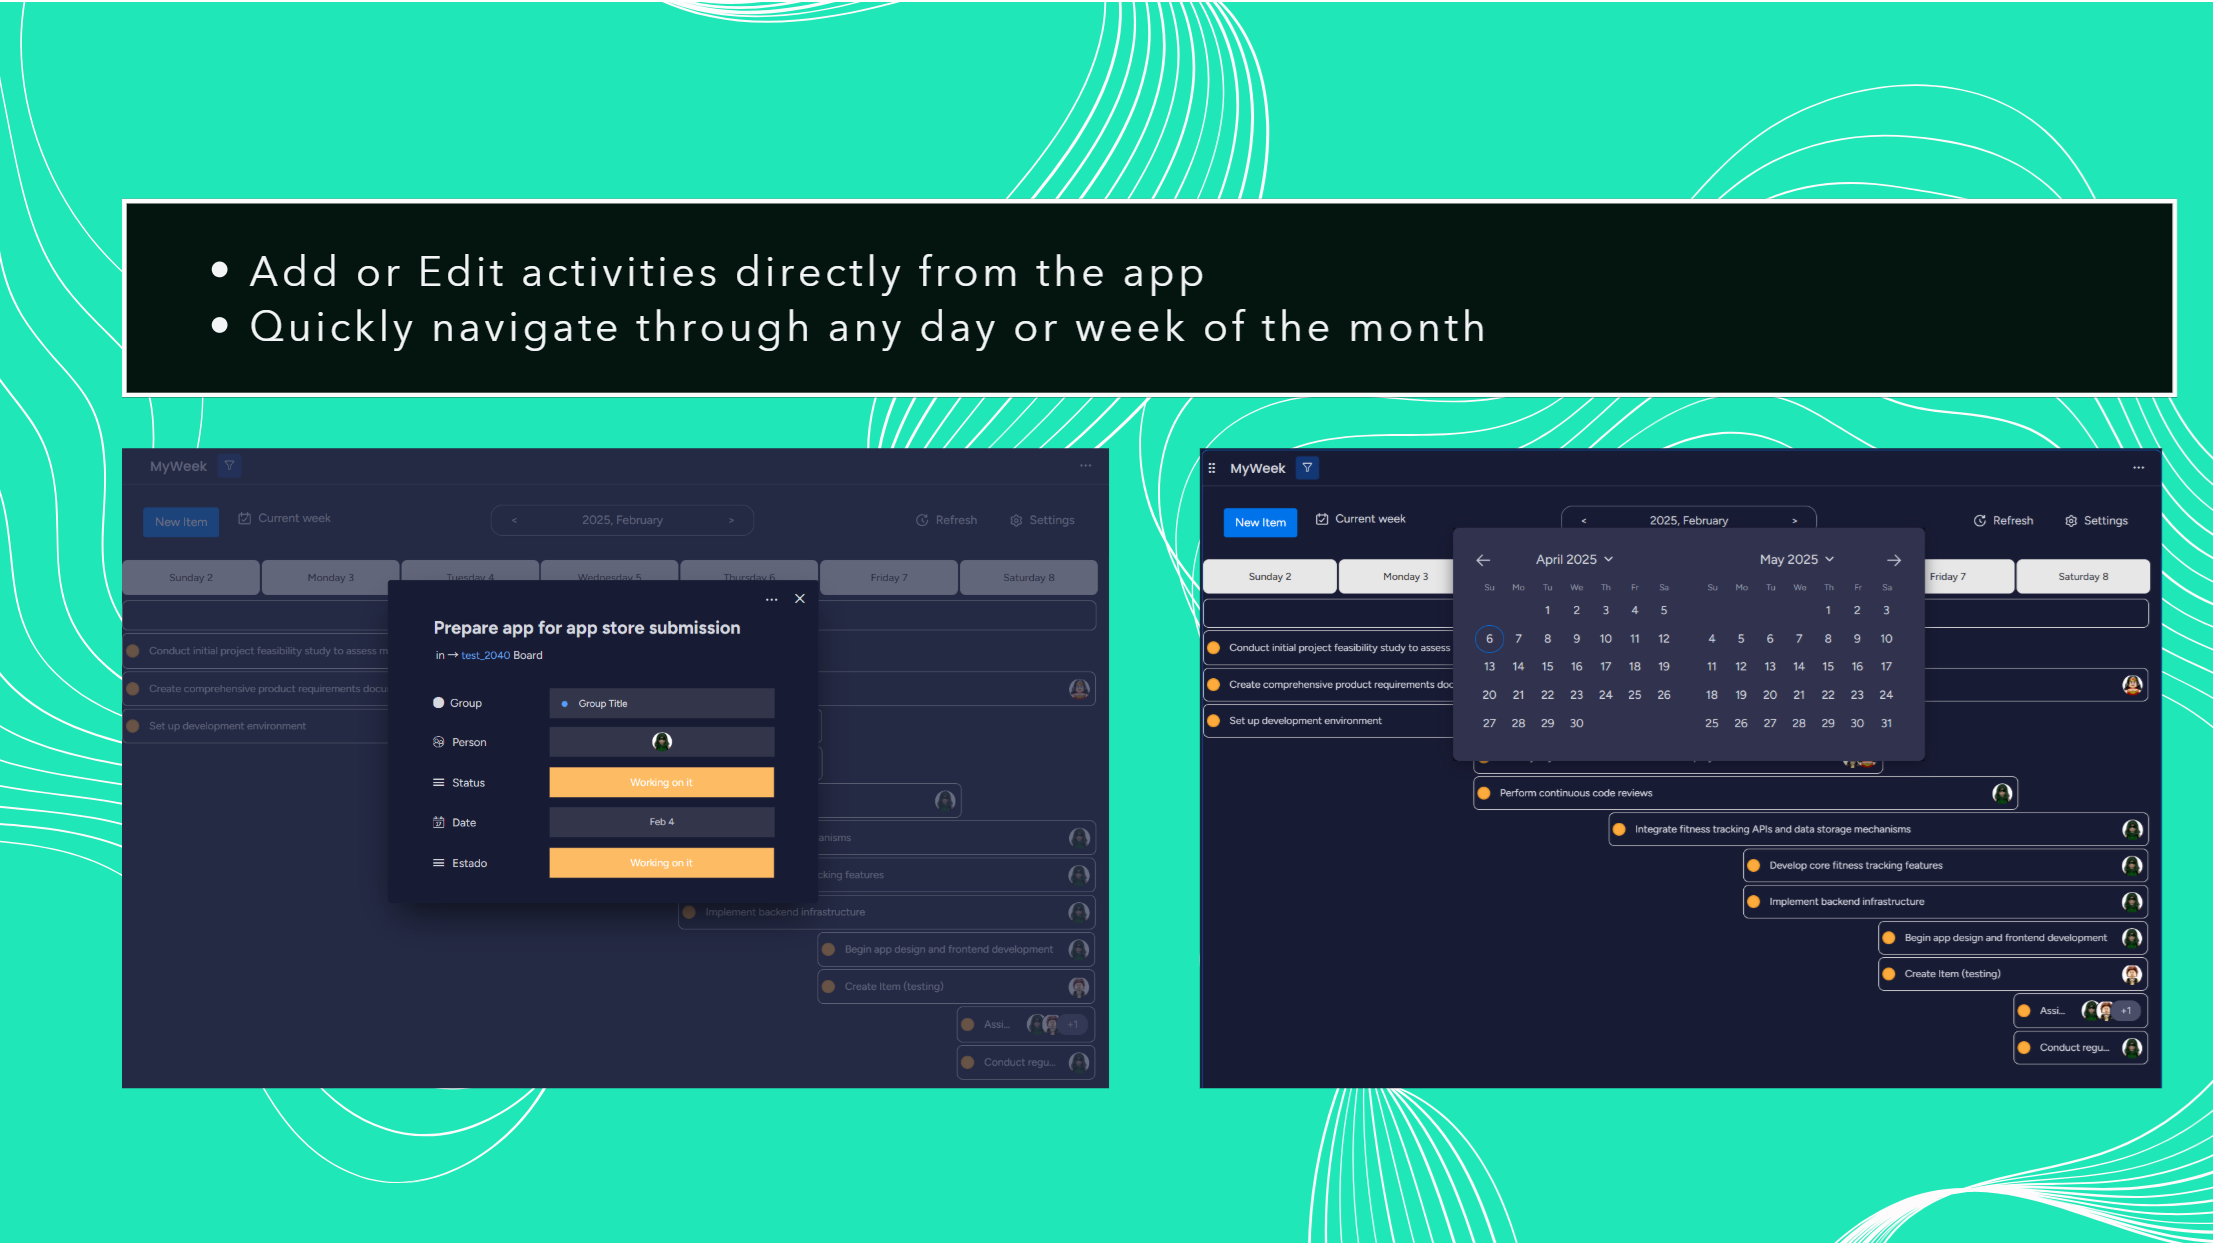 • Add or Edit activities directly from the app
• Quickly navigate through any day or week of the month
MyWeek
New Item
Current week
< 2025, February >
Refresh
Settings
Sunday 2 Monday 3 Tuesday 4 Wednesday 5 Thursday 6 Friday 7 Saturday 8
Conduct initial project feasibility study to assess m
Create comprehensive product requirements docu
Set up development environment
Prepare app for app store submission
in → test_2040 Board
Group Group Title
Person
Status Working on it
Date Feb 4
Estado Working on it
anisms
cking features
Implement backend infrastructure
Begin app design and frontend development
Create Item (testing)
Assi... +1
Conduct regu...
MyWeek
New Item
Current week
< 2025, February >
Refresh
Settings
Sunday 2 Monday 3 Friday 7 Saturday 8
Conduct initial project feasibility study to assess
Create comprehensive product requirements doc
Set up development environment
April 2025
Su Mo Tu We Th Fr Sa
1 2 3 4 5
6 7 8 9 10 11 12
13 14 15 16 17 18 19
20 21 22 23 24 25 26
27 28 29 30
May 2025
Su Mo Tu We Th Fr Sa
1 2 3
4 5 6 7 8 9 10
11 12 13 14 15 16 17
18 19 20 21 22 23 24
25 26 27 28 29 30 31
Perform continuous code reviews
Integrate fitness tracking APIs and data storage mechanisms
Develop core fitness tracking features
Implement backend infrastructure
Begin app design and frontend development
Create Item (testing)
Assi... +1
Conduct regu...